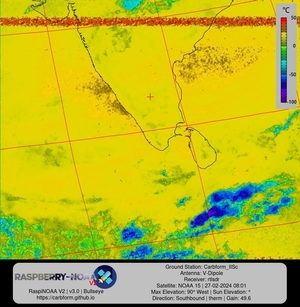 °C
50
0
-50
-100
RASPBERRY-NOAA
V2
RaspiNOAA V2 | v3.0 | Bullseye
https://carbform.github.io
Ground Station: Carbform_IISc
Antenna: V-Dipole
Receiver: rtlsdr
Satellite: NOAA 15 | 27-02-2024 08:01
Max Elevation: 90° West | Sun Elevation: °
Direction: Southbound | therm | Gain: 49.6